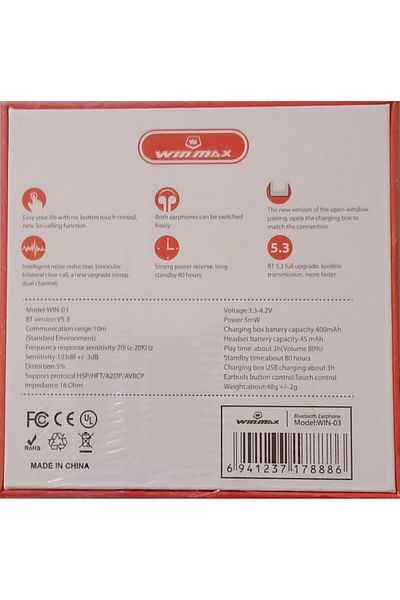 WINMAX
Easy your life with no-button touch control,
new Siri calling function.
Both earphones can be switched
freely.
The new version of the open window
pairing, open the charging box to
match the connection.
5.3
Intelligent noise reduction, binocular
bilateral clear call, a new upgrade stereo
dual channel.
Strong power reserve, long
standby 80 hours.
BT 5.3 full upgrade, lossless
transmission, more faster.
Model:WIN-03
BT version:V5.3
Communication range:10m
(Standard Environment)
Frequency response sensitivity-20Hz-20KHz
Sensitivity:103dB +/- 3dB
Distortion:5%
Support protocol:HSP/HFT/A2DP/AVRCP
impedance:16 Ohm
Voltage:3.3-4.2V
Power:5mW
Charging box battery capacity:400mAh
Headset battery capacity:45 mAh
Play time: about 3h(Volume 80%)
Standby time:about 80 hours
Charging box USB charging:about 3h
Earbuds button control:Touch control
Weight:about48g +/- 2g
FC CE UL
RoHS
MADE IN CHINA
WINMAX
Bluetooth Earphone
Model:WIN-03
6 941237 178886